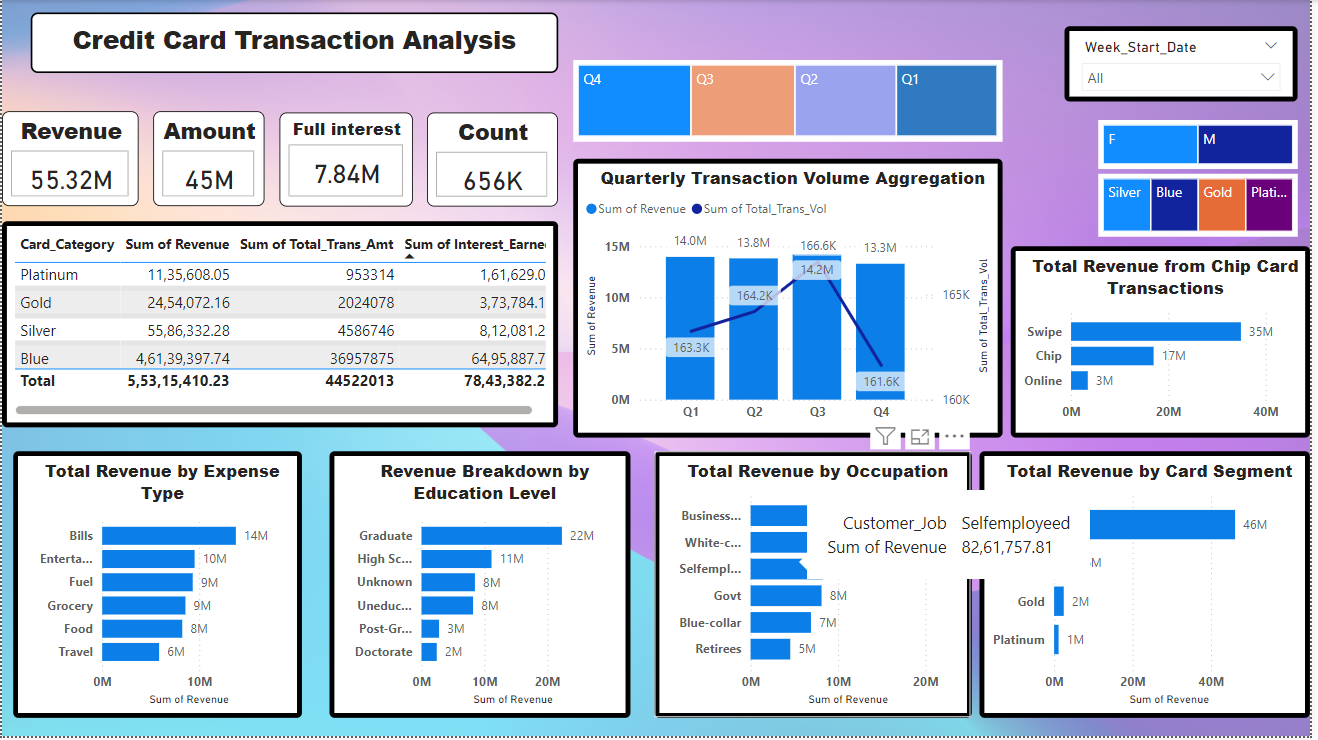 Credit Card Transaction Analysis
Week_Start_Date
All
Q4 Q3 Q2 Q1
Revenue
55.32M
Amount
45M
Full interest
7.84M
Count
656K
F M
Silver Blue Gold Plati...
Card_Category Sum of Revenue Sum of Total_Trans_Amt Sum of Interest_Earne
Platinum 11,35,608.05 953314 1,61,629.0
Gold 24,54,072.16 2024078 3,73,784.1
Silver 55,86,332.28 4586746 8,12,081.2
Blue 4,61,39,397.74 36957875 64,95,887.7
Total 5,53,15,410.23 44522013 78,43,382.2
Quarterly Transaction Volume Aggregation
Sum of Revenue Sum of Total_Trans_Vol
15M
10M
5M
0M
Sum of Revenue
14.0M 13.8M 166.6K 13.3M
14.2M
164.2K
163.3K
161.6K
165K
160K
Sum of Total_Trans_Vol
Q1 Q2 Q3 Q4
Total Revenue from Chip Card
Transactions
Swipe 35M
Chip 17M
Online 3M
0M 20M 40M
Total Revenue by Expense
Type
Bills 14M
Enterta... 10M
Fuel 9M
Grocery 9M
Food 8M
Travel 6M
0M 10M
Sum of Revenue
Revenue Breakdown by
Education Level
Graduate 22M
High Sc... 11M
Unknown 8M
Uneduc... 8M
Post-Gr... 3M
Doctorate 2M
0M 10M 20M
Sum of Revenue
Total Revenue by Occupation
Business...
White-c...
Selfempl...
Govt 8M
Blue-collar 7M
Retirees 5M
0M 10M 20M
Sum of Revenue
Customer_Job Selfemployeed
Sum of Revenue 82,61,757.81
Total Revenue by Card Segment
46M
M
Gold 2M
Platinum 1M
0M 20M 40M
Sum of Revenue